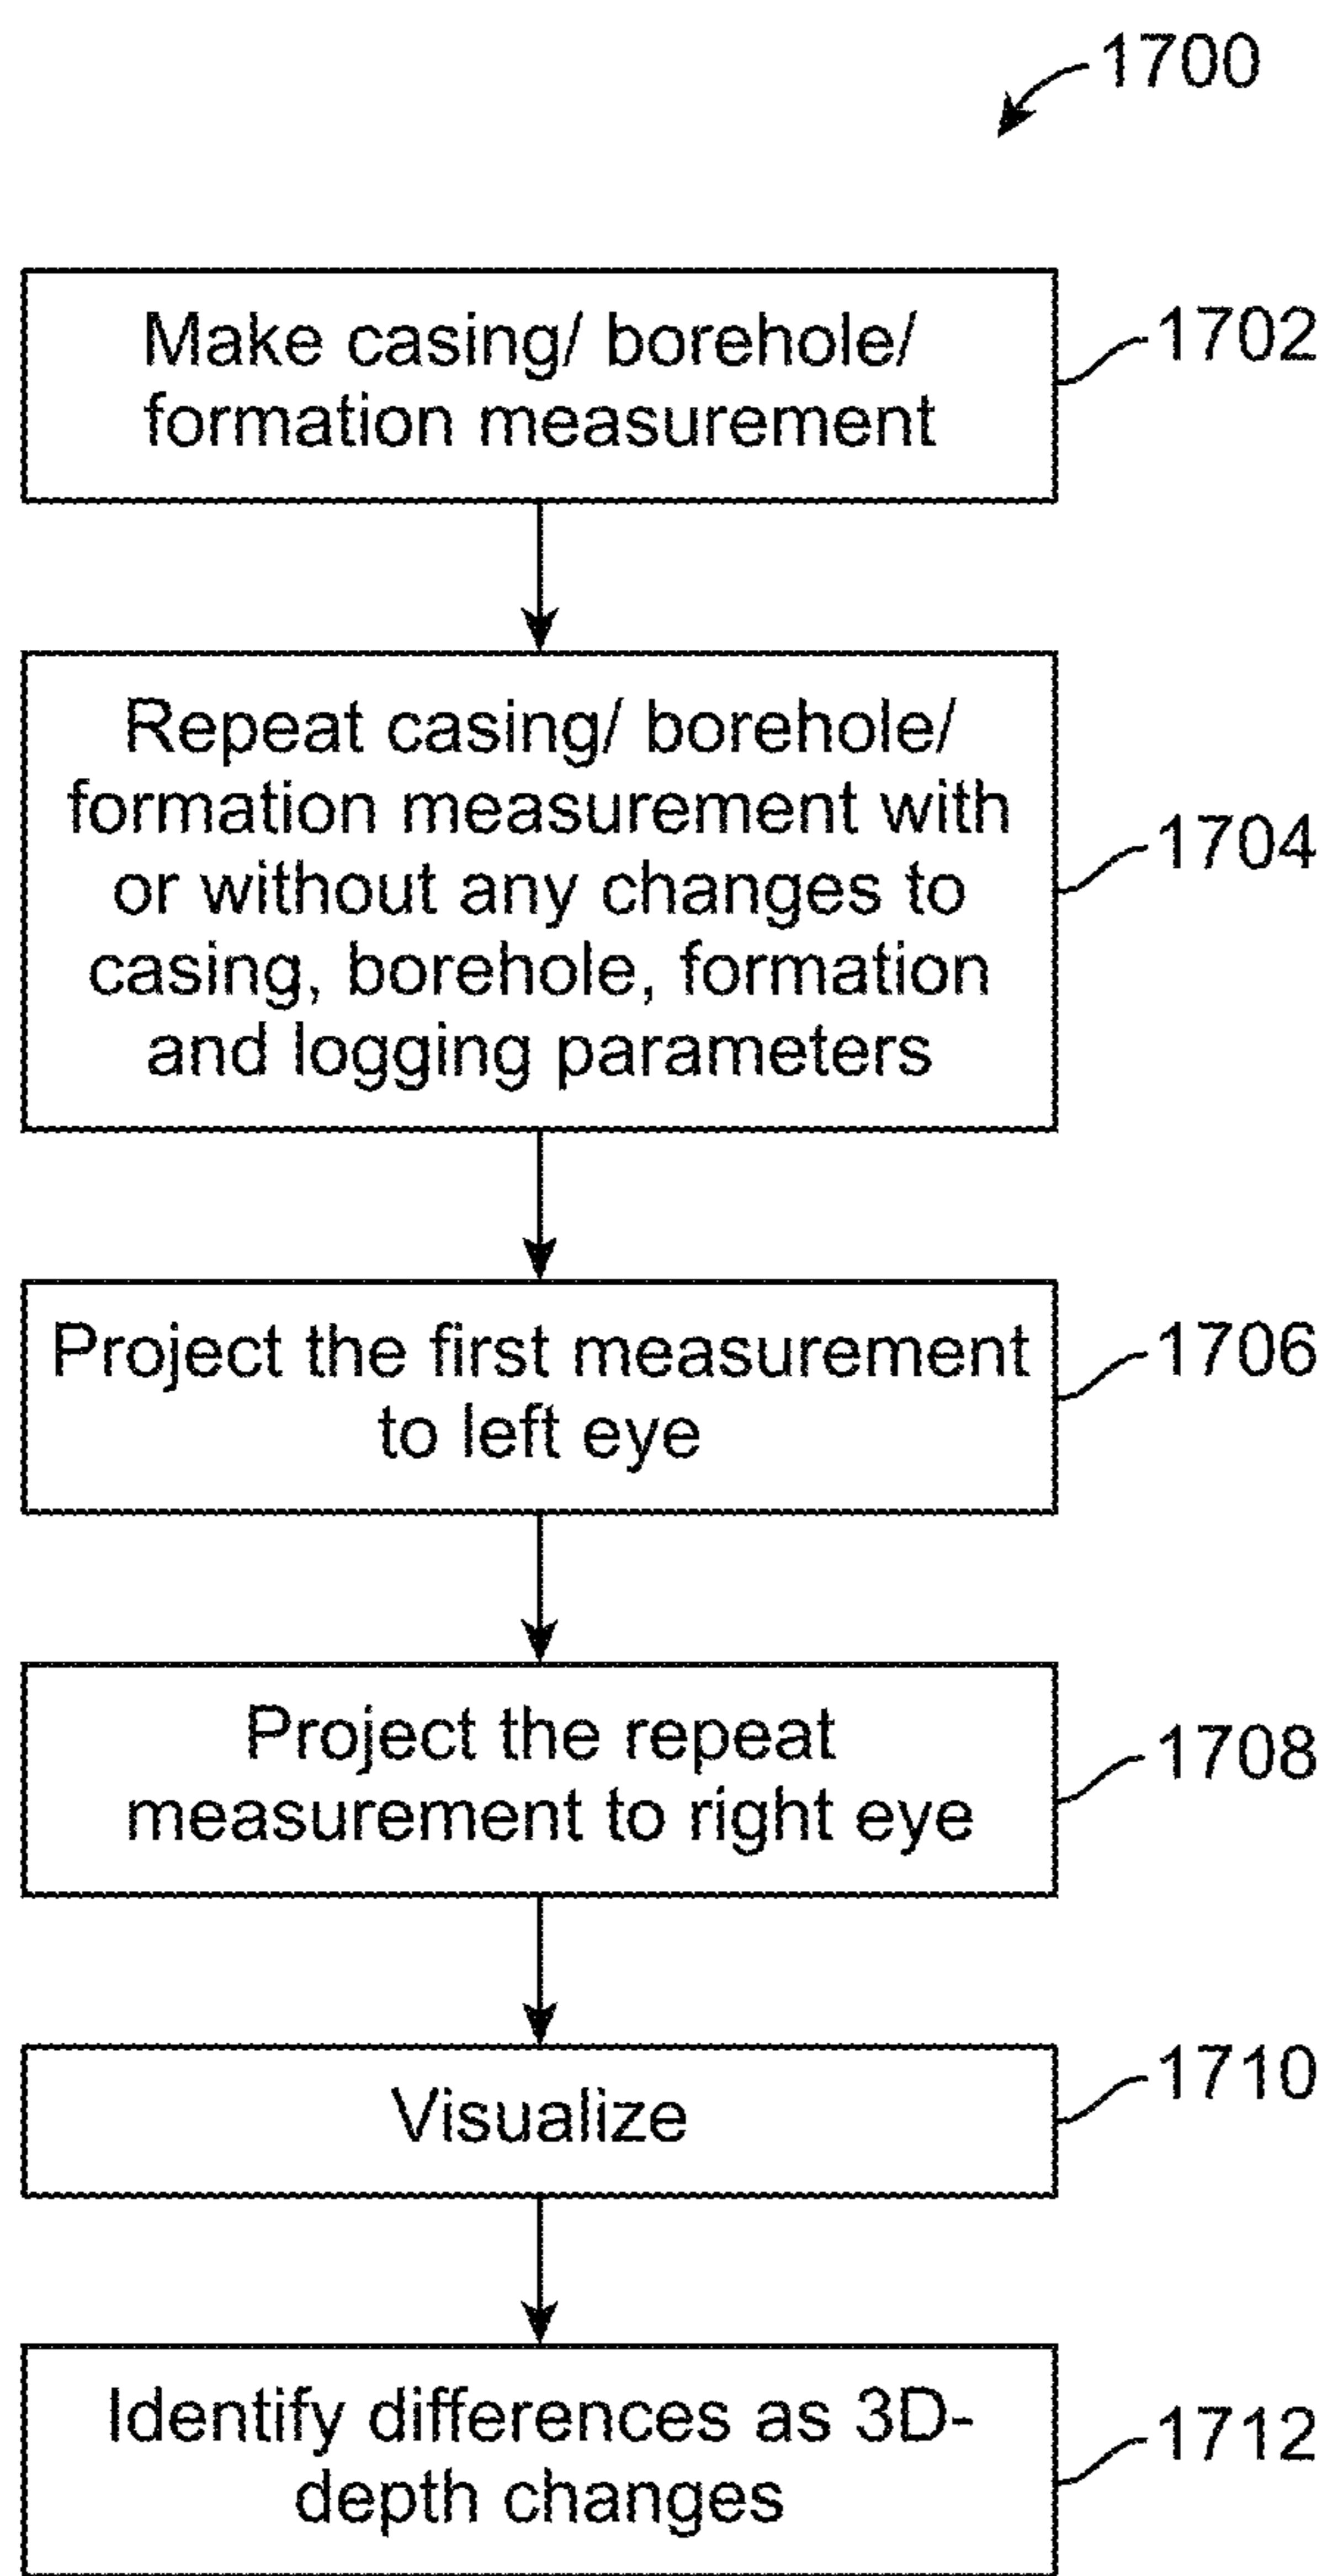 1700
Make casing/ borehole/
formation measurement
1702
Repeat casing/ borehole/
formation measurement with
or without any changes to
casing, borehole, formation
and logging parameters
1704
Project the first measurement
to left eye
1706
Project the repeat
measurement to right eye
1708
Visualize
1710
Identify differences as 3D-
depth changes
1712